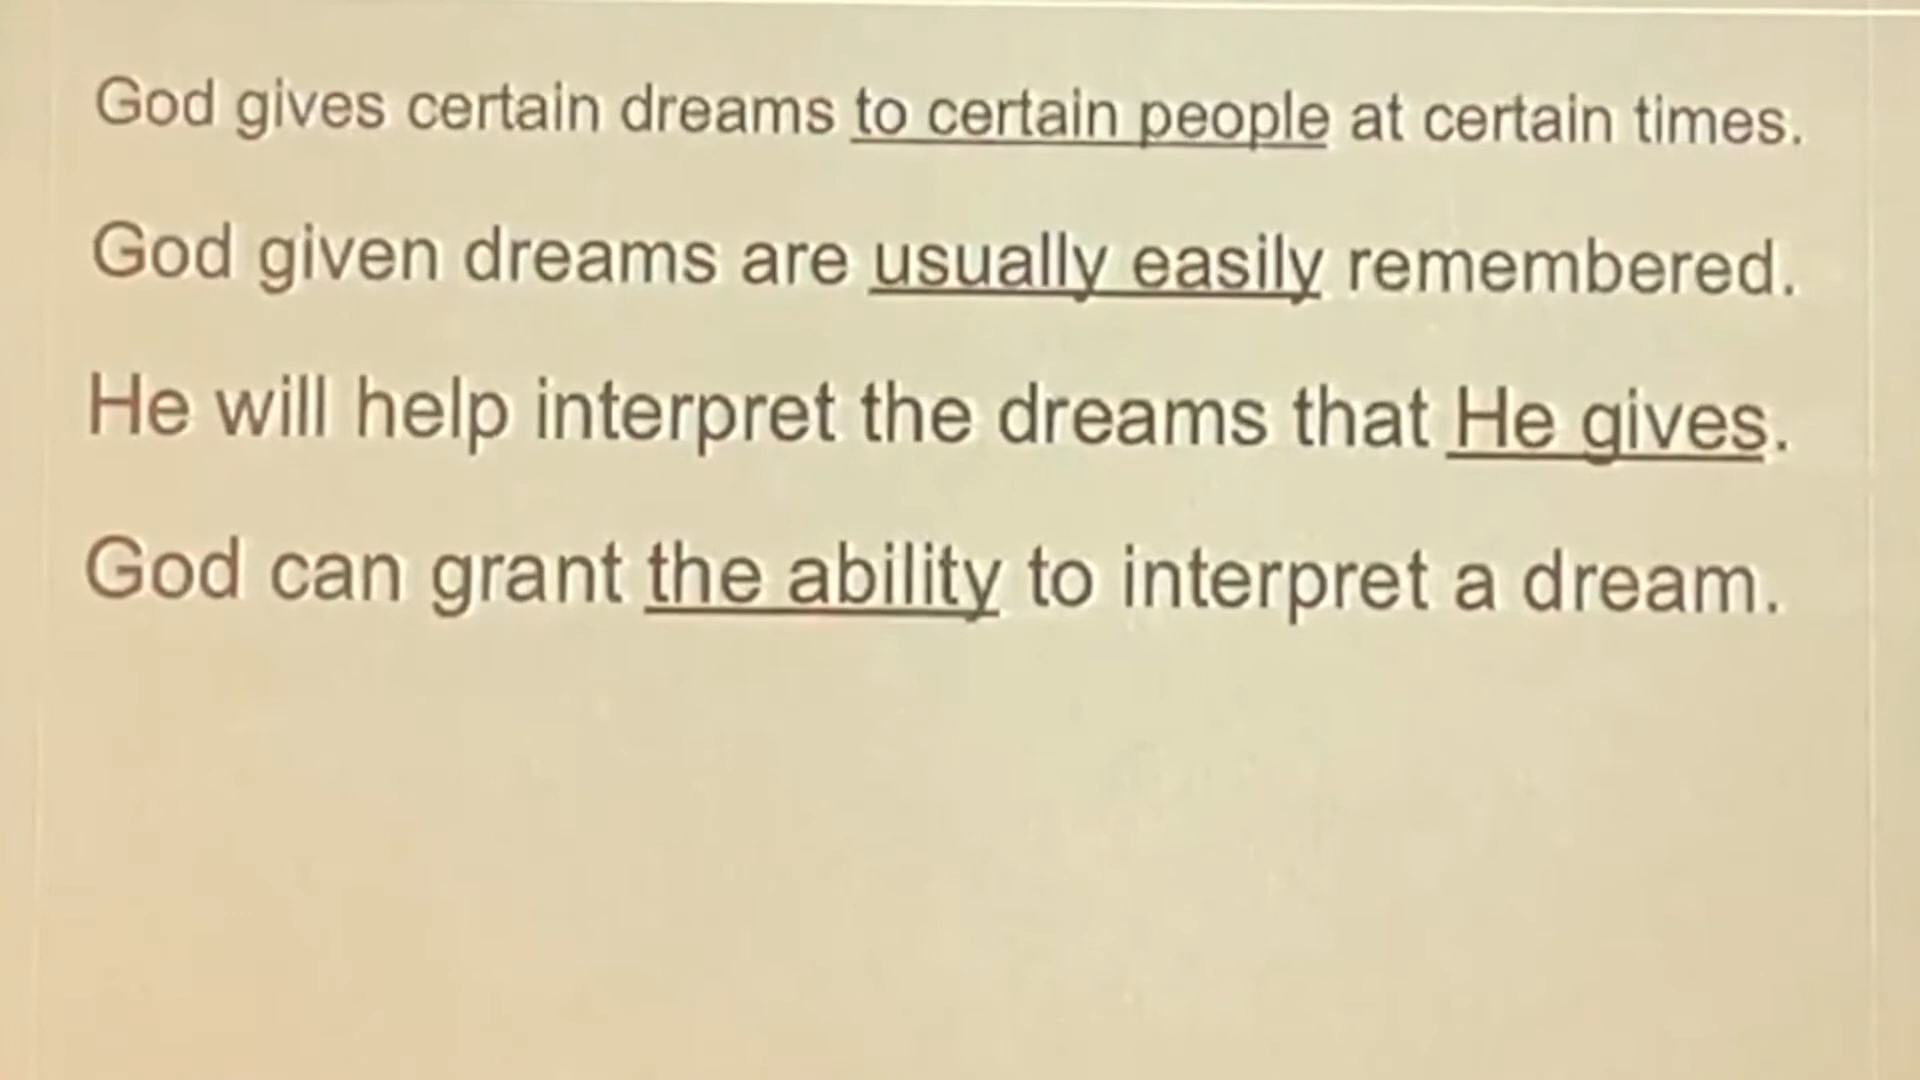 God gives certain dreams to certain people at certain times.
God given dreams are usually easily remembered.
He will help interpret the dreams that He gives.
God can grant the ability to interpret a dream.